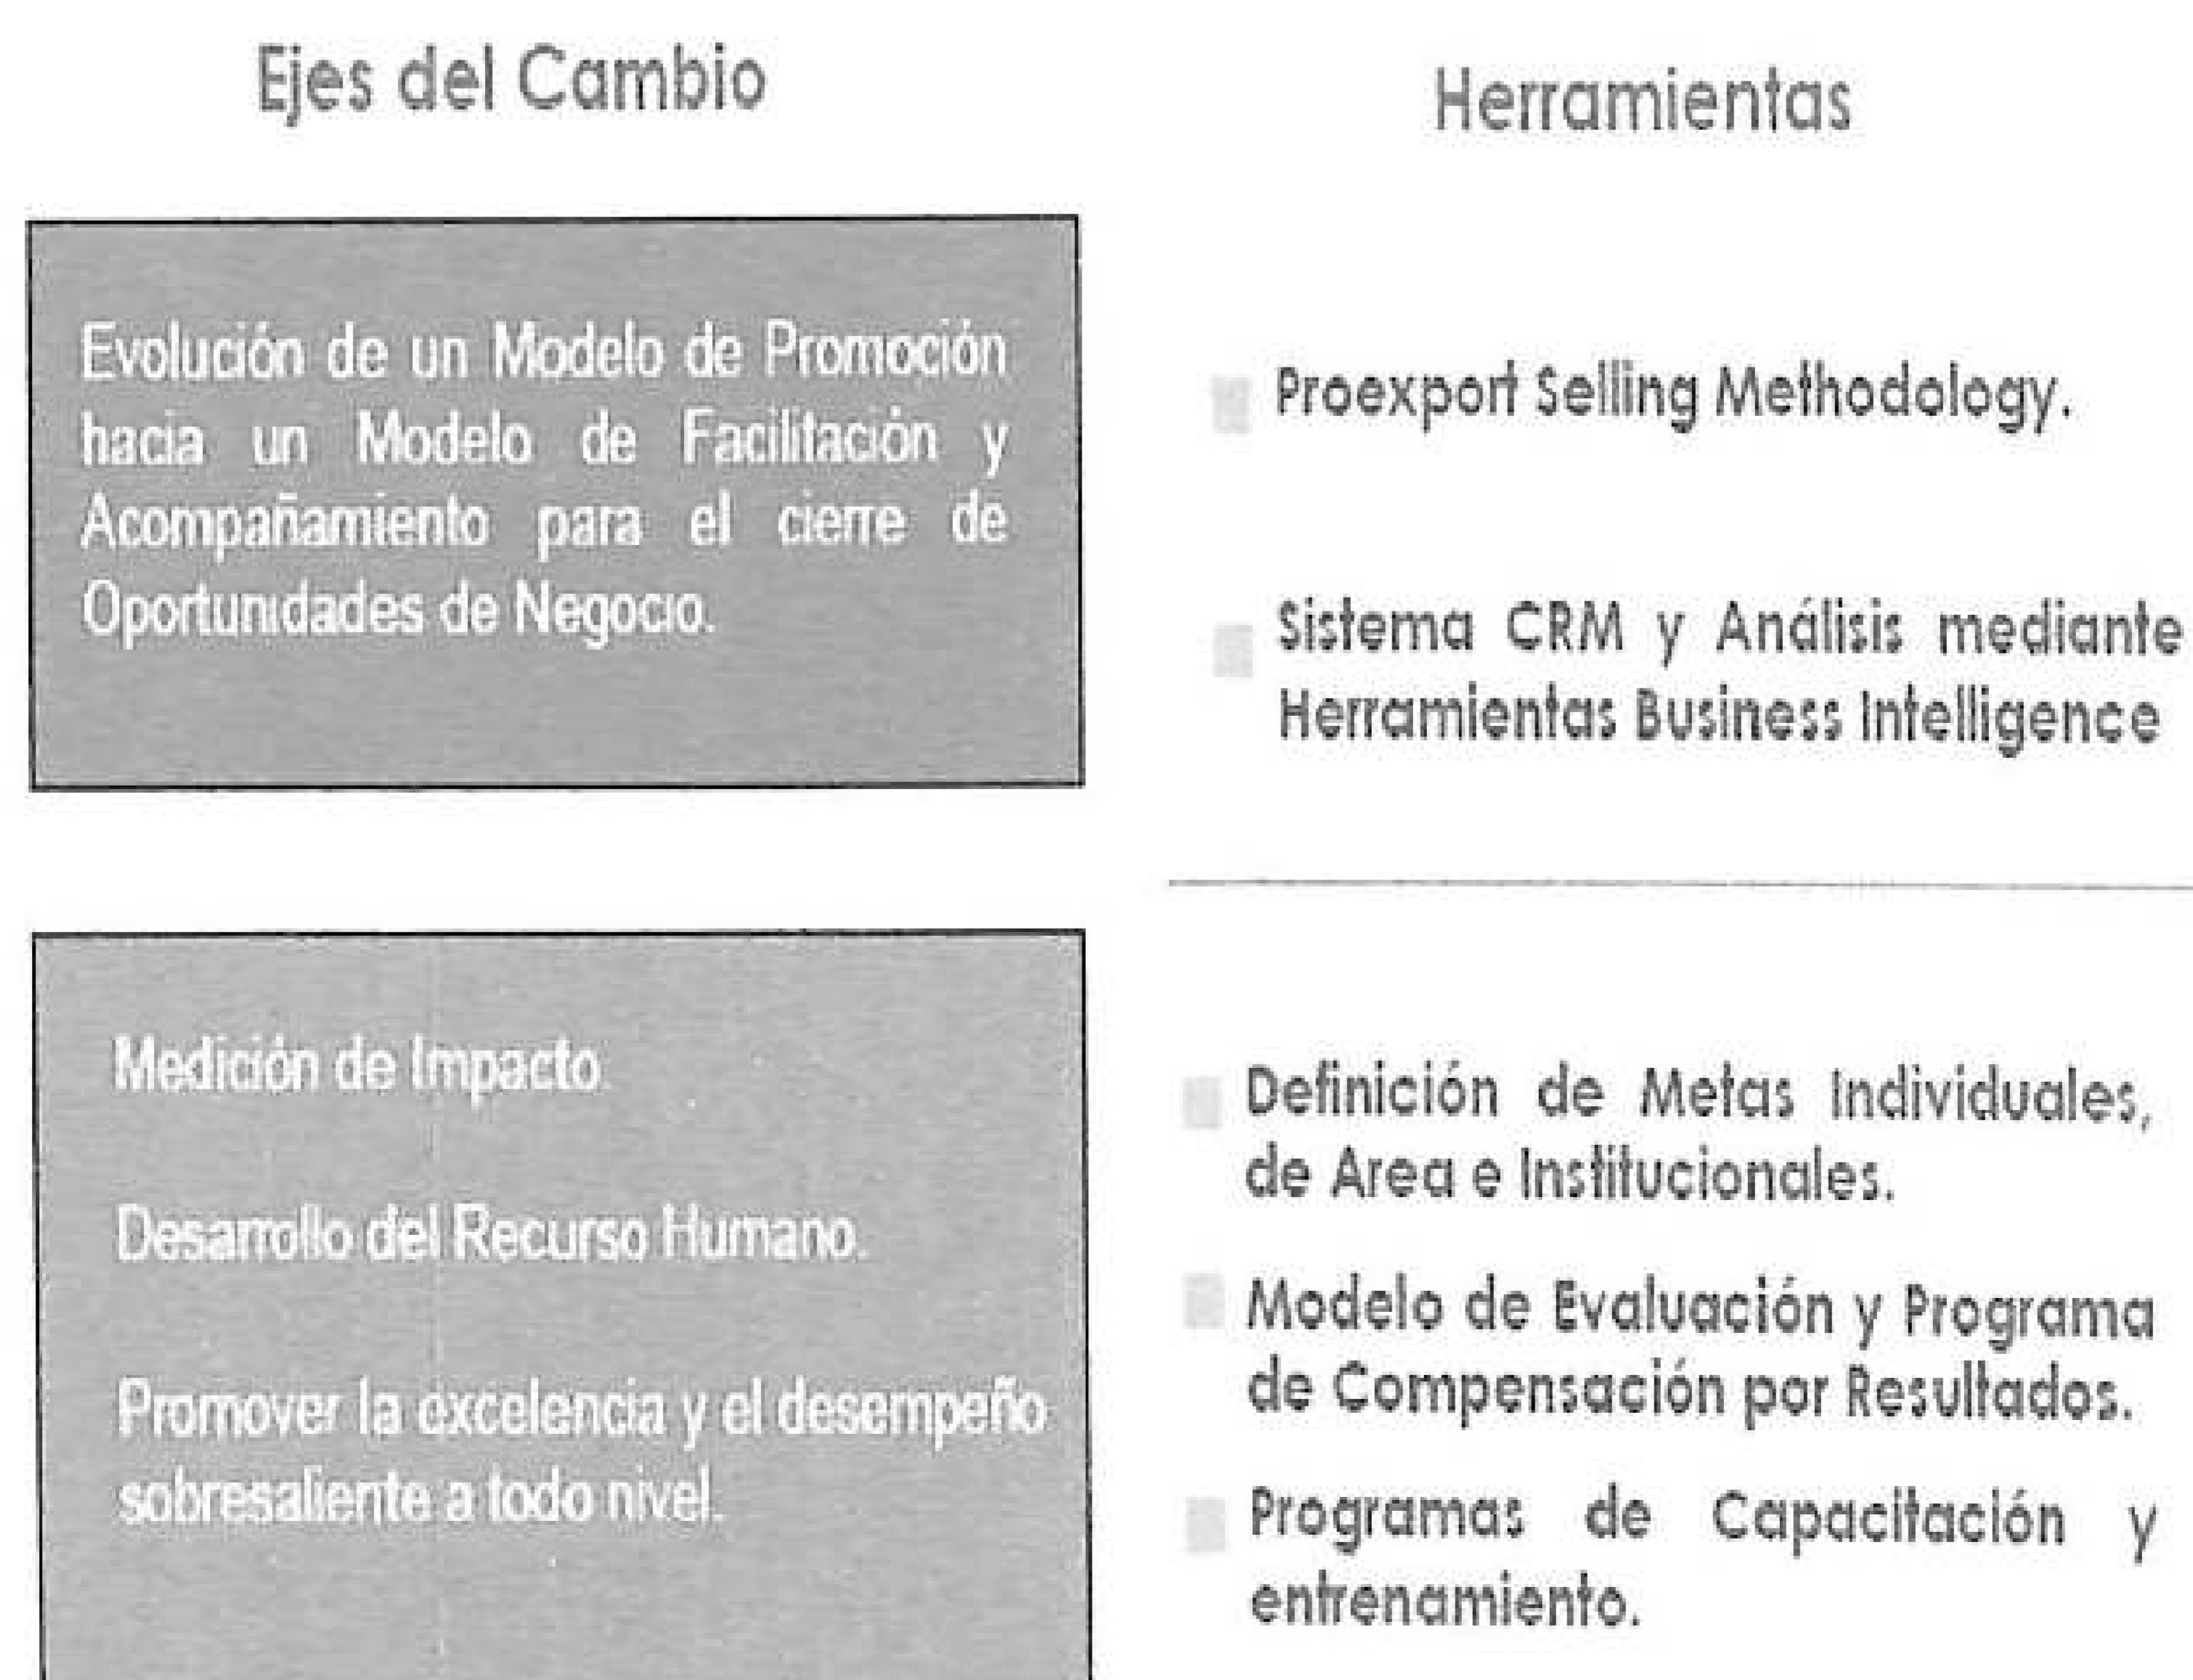 Ejes del Cambio
Herramientas
Evolución de un Modelo de Promoción
hacia un Modelo de Facilitación y
Acompañamiento para el cierre de
Oportunidades de Negocio.
Proexport Selling Methodology.
Sistema CRM y Análisis mediante
Herramientas Business Intelligence
Medición de Impacto.
Desarrollo del Recurso Humano.
Promover la excelencia y el desempeño
sobresaliente a todo nivel.
Definición de Metas Individuales,
de Area e Institucionales.
Modelo de Evaluación y Programa
de Compensación por Resultados.
Programas de Capacitación y
entrenamiento.